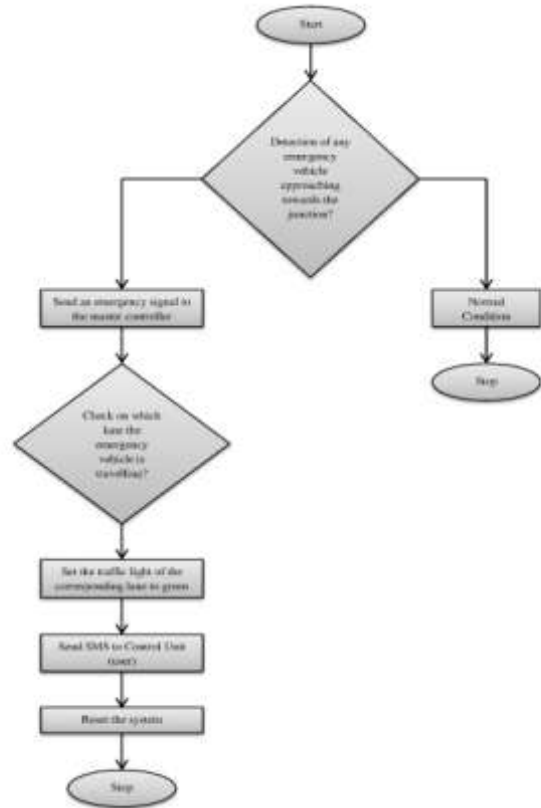 Start
Detection of any
emergency
vehicle
approaching
towards the
junction?
Send an emergency signal to
the master controller
Normal
Condition
Stop
Check on which
lane the
emergency
vehicle is
travelling?
Set the traffic light of the
corresponding lane to green
Send SMS to Control Unit
(user)
Reset the system
Stop